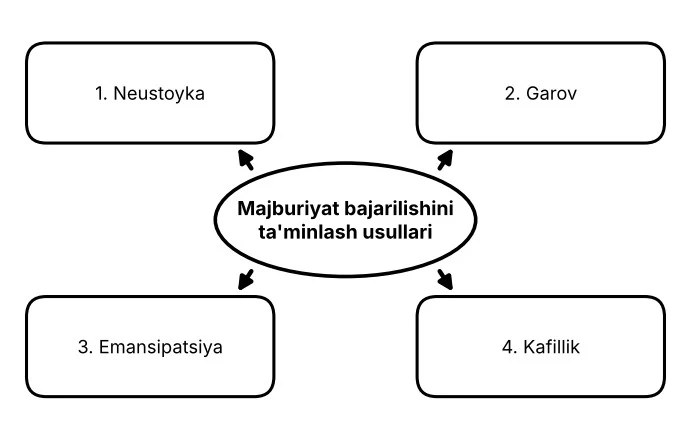 1. Neustoyka
2. Garov
Majburiyat bajarilishini
ta'minlash usullari
3. Emansipatsiya
4. Kafillik